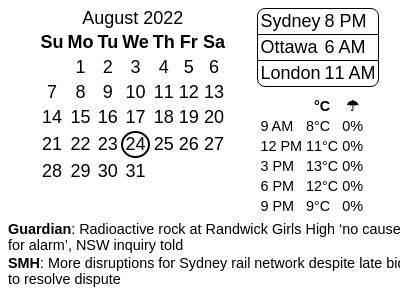 August 2022
Su Mo Tu We Th Fr Sa
1 2 3 4 5 6
7 8 9 10 11 12 13
14 15 16 17 18 19 20
21 22 23 24 25 26 27
28 29 30 31
Sydney 8 PM
Ottawa 6 AM
London 11 AM
°C ☂
9 AM 8°C 0%
12 PM 11°C 0%
3 PM 13°C 0%
6 PM 12°C 0%
9 PM 9°C 0%
Guardian: Radioactive rock at Randwick Girls High ‘no cause
for alarm’, NSW inquiry told
SMH: More disruptions for Sydney rail network despite late bid
to resolve dispute